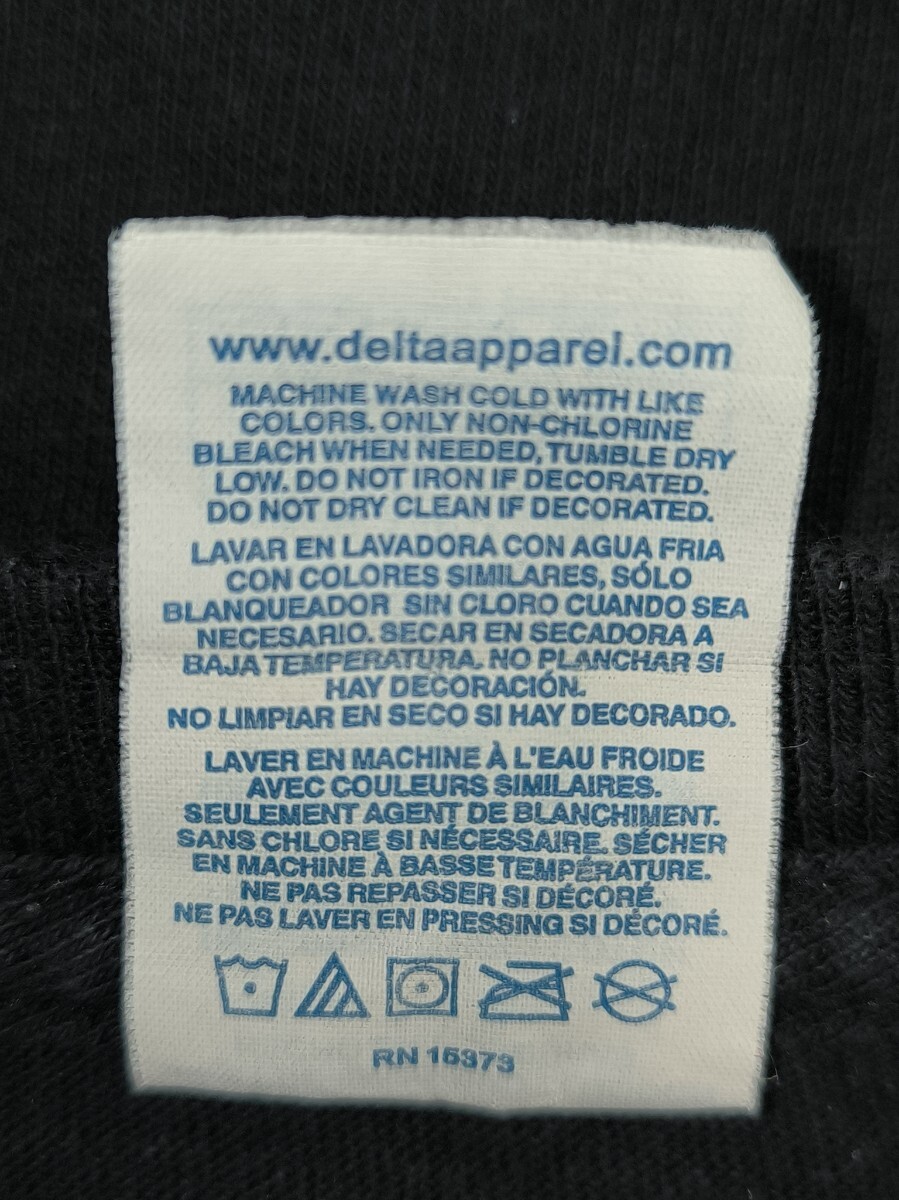 www.deltaapparel.com
MACHINE WASH COLD WITH LIKE
COLORS. ONLY NON-CHLORINE
BLEACH WHEN NEEDED, TUMBLE DRY
LOW. DO NOT IRON IF DECORATED.
DO NOT DRY CLEAN IF DECORATED.
LAVAR EN LAVADORA CON AGUA FRIA
CON COLORES SIMILARES, SÓLO
BLANQUEADOR SIN CLORO CUANDO SEA
NECESARIO. SECAR EN SECADORA A
BAJA TEMPERATURA. NO PLANCHAR SI
HAY DECORACIÓN.
NO LIMPIAR EN SECO SI HAY DECORADO.
LAVER EN MACHINE À L'EAU FROIDE
AVEC COULEURS SIMILAIRES.
SEULEMENT AGENT DE BLANCHIMENT.
SANS CHLORE SI NÉCESSAIRE. SÉCHER
EN MACHINE À BASSE TEMPÉRATURE.
NE PAS REPASSER SI DÉCORÉ.
NE PAS LAVER EN PRESSING SI DÉCORÉ.
RN 15373